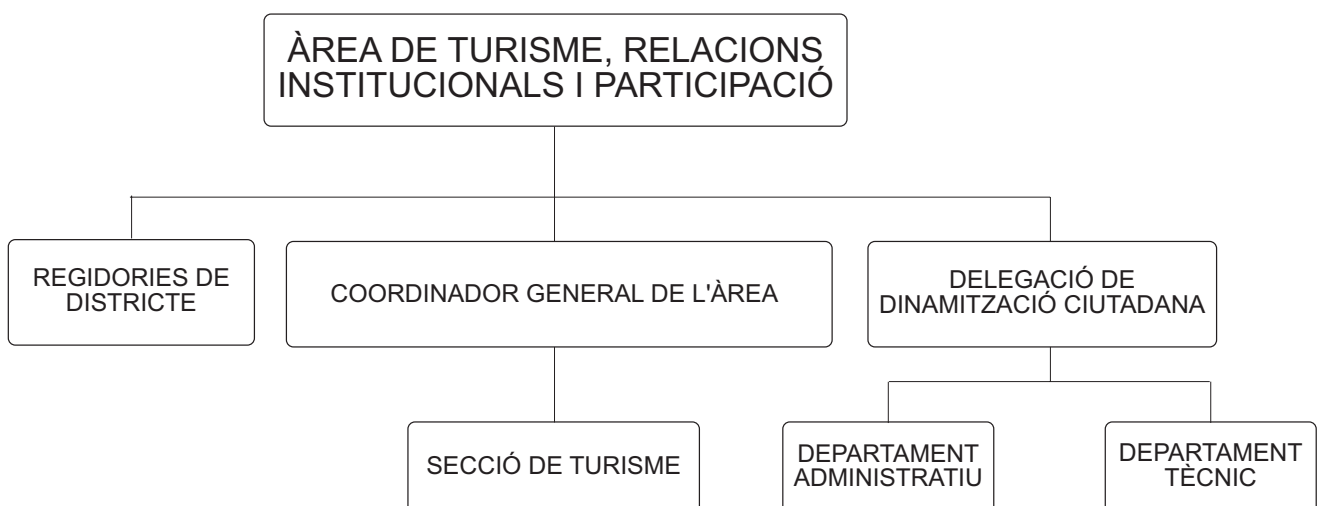 ÀREA DE TURISME, RELACIONS
INSTITUCIONALS I PARTICIPACIÓ
REGIDORIES DE
DISTRICTE
COORDINADOR GENERAL DE L'ÀREA
DELEGACIÓ DE
DINAMITZACIÓ CIUTADANA
SECCIÓ DE TURISME
DEPARTAMENT
ADMINISTRATIU
DEPARTAMENT
TÈCNIC